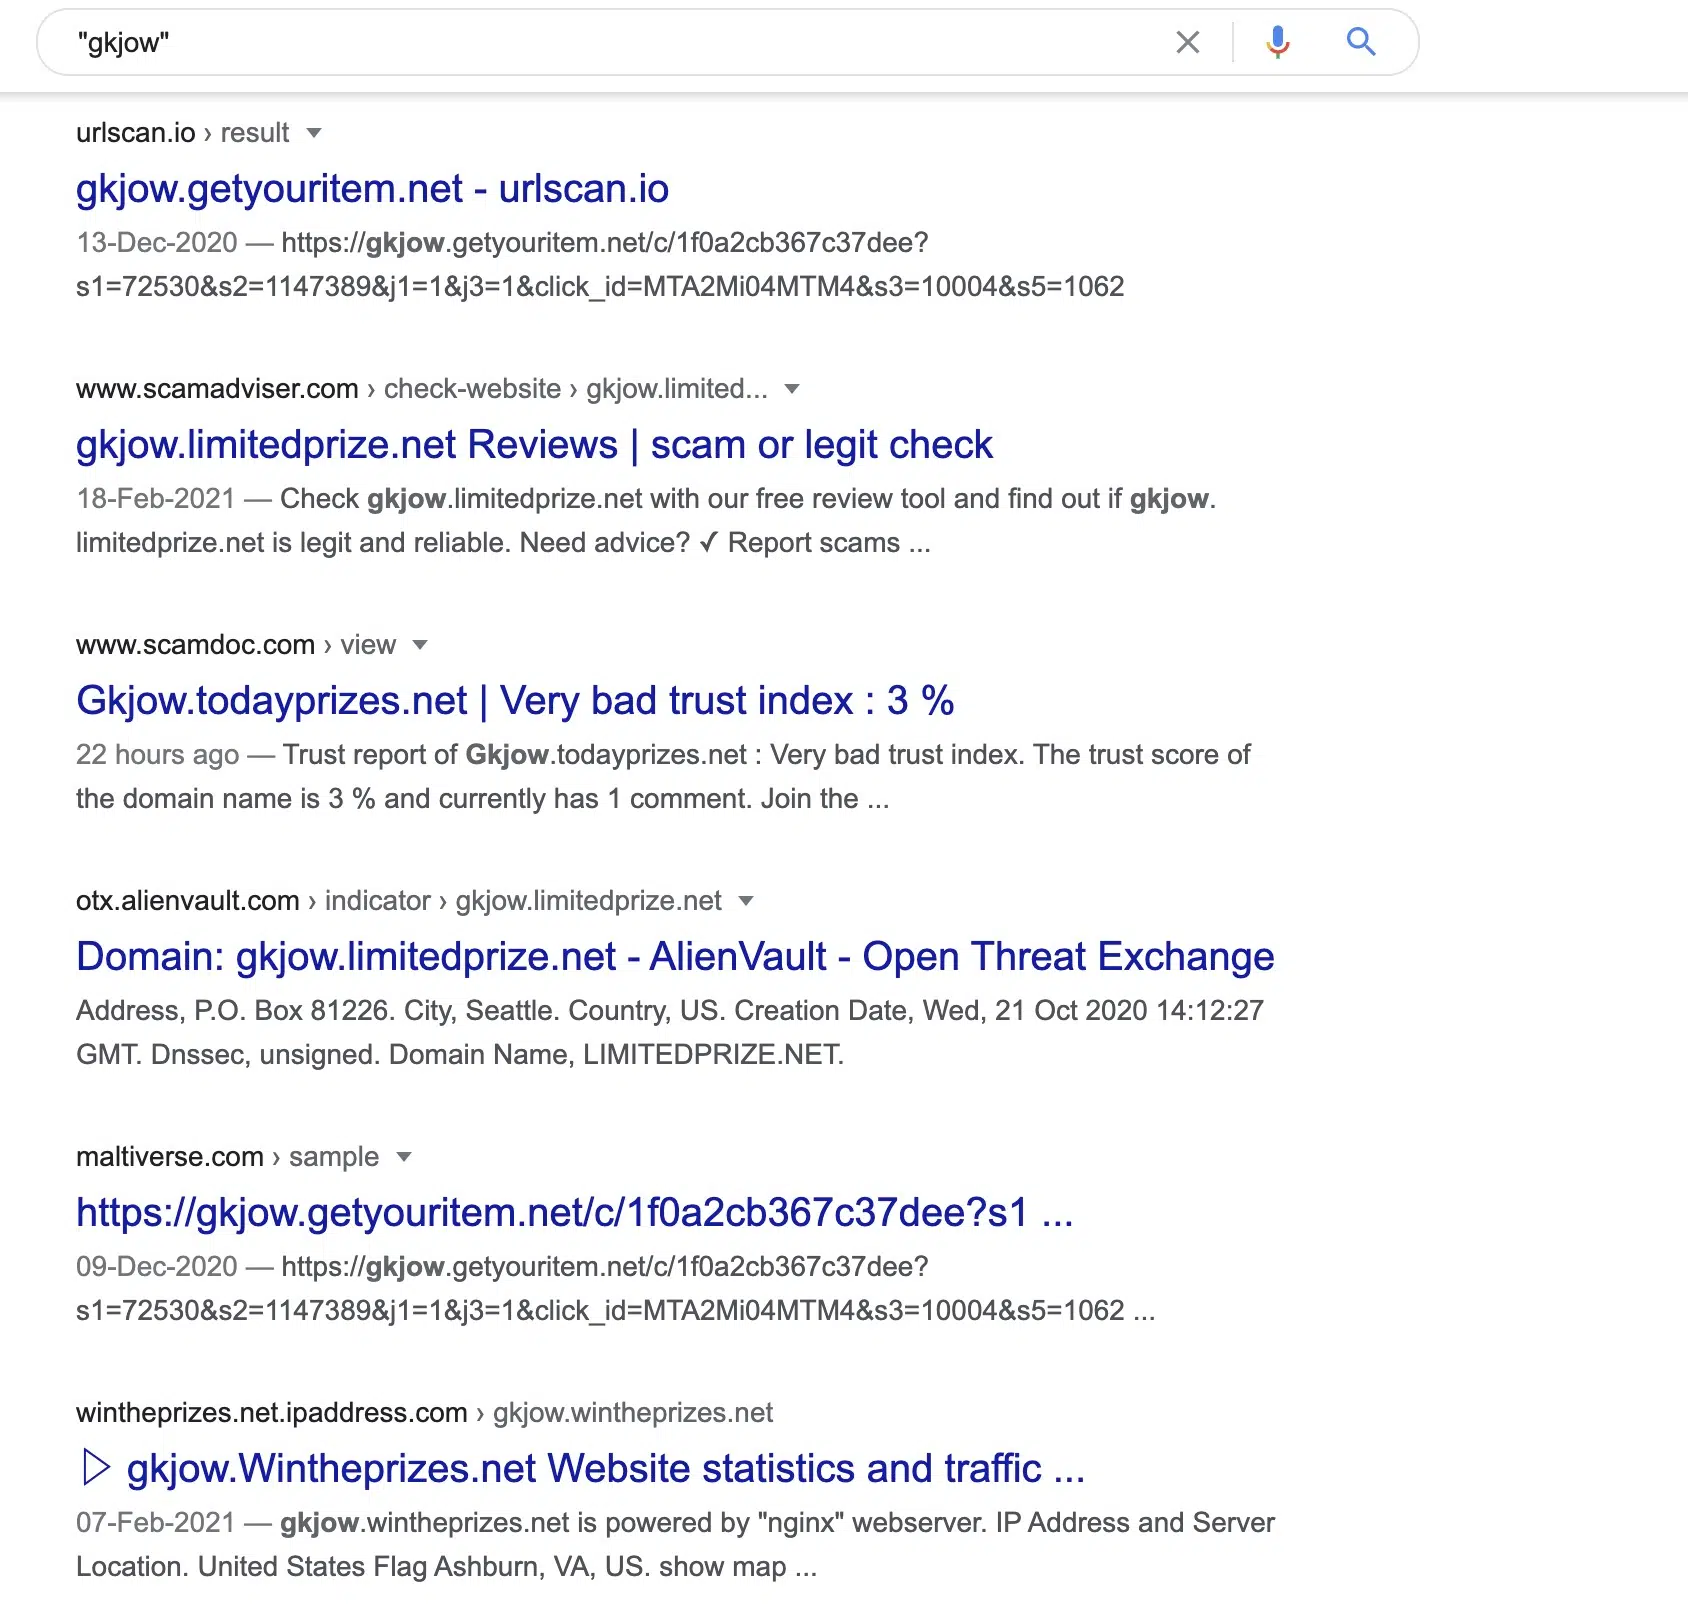 "gkjow"
urlscan.io › result
gkjow.getyouritem.net - urlscan.io
13-Dec-2020 — https://gkjow.getyouritem.net/c/1f0a2cb367c37dee?
s1=72530&s2=1147389&j1=1&j3=1&click_id=MTA2Mi04MTM4&s3=10004&s5=1062
www.scamadviser.com › check-website › gkjow.limited...
gkjow.limitedprize.net Reviews | scam or legit check
18-Feb-2021 — Check gkjow.limitedprize.net with our free review tool and find out if gkjow.
limitedprize.net is legit and reliable. Need advice? ✓ Report scams ...
www.scamdoc.com › view
Gkjow.todayprizes.net | Very bad trust index : 3 %
22 hours ago — Trust report of Gkjow.todayprizes.net : Very bad trust index. The trust score of
the domain name is 3 % and currently has 1 comment. Join the ...
otx.alienvault.com › indicator › gkjow.limitedprize.net
Domain: gkjow.limitedprize.net - AlienVault - Open Threat Exchange
Address, P.O. Box 81226. City, Seattle. Country, US. Creation Date, Wed, 21 Oct 2020 14:12:27
GMT. Dnssec, unsigned. Domain Name, LIMITEDPRIZE.NET.
maltiverse.com › sample
https://gkjow.getyouritem.net/c/1f0a2cb367c37dee?s1 ...
09-Dec-2020 — https://gkjow.getyouritem.net/c/1f0a2cb367c37dee?
s1=72530&s2=1147389&j1=1&j3=1&click_id=MTA2Mi04MTM4&s3=10004&s5=1062 ...
wintheprizes.net.ipaddress.com › gkjow.wintheprizes.net
▷ gkjow.Wintheprizes.net Website statistics and traffic ...
07-Feb-2021 — gkjow.wintheprizes.net is powered by "nginx" webserver. IP Address and Server
Location. United States Flag Ashburn, VA, US. show map ...